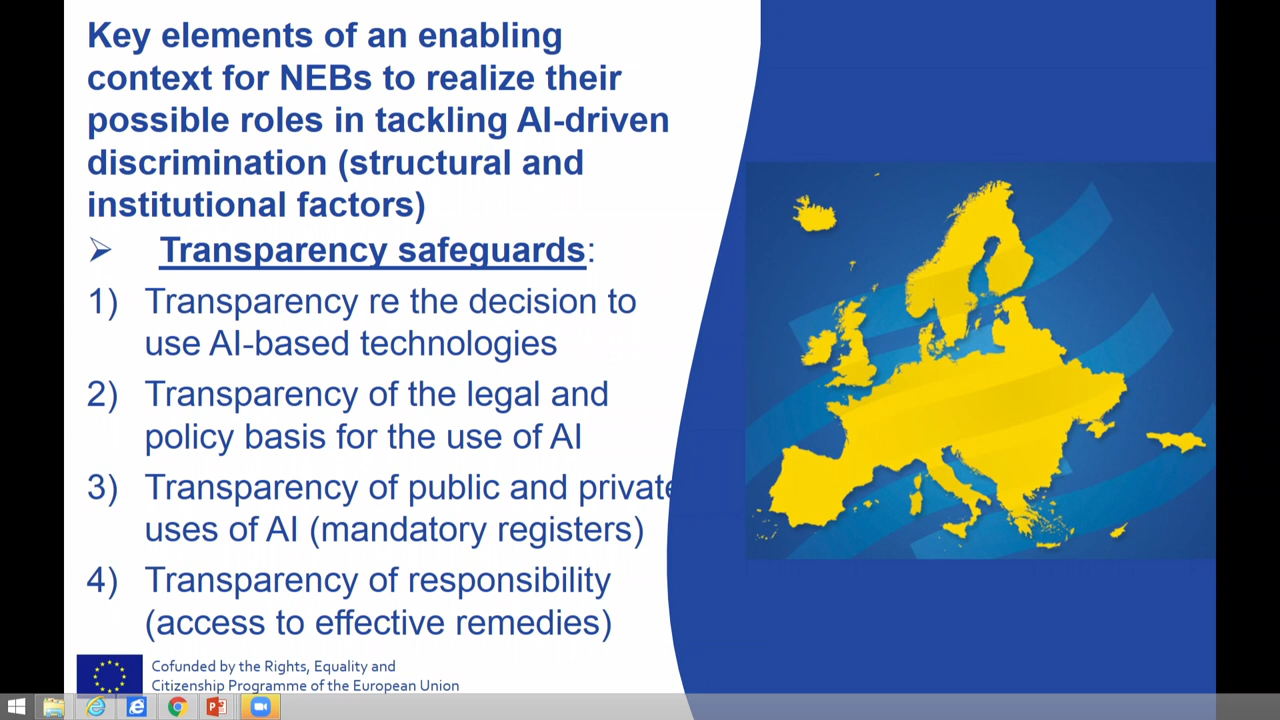 Key elements of an enabling
context for NEBs to realize their
possible roles in tackling AI-driven
discrimination (structural and
institutional factors)
➢ Transparency safeguards:
1) Transparency re the decision to
use AI-based technologies
2) Transparency of the legal and
policy basis for the use of AI
3) Transparency of public and private
uses of AI (mandatory registers)
4) Transparency of responsibility
(access to effective remedies)
Cofunded by the Rights, Equality and
Citizenship Programme of the European Union